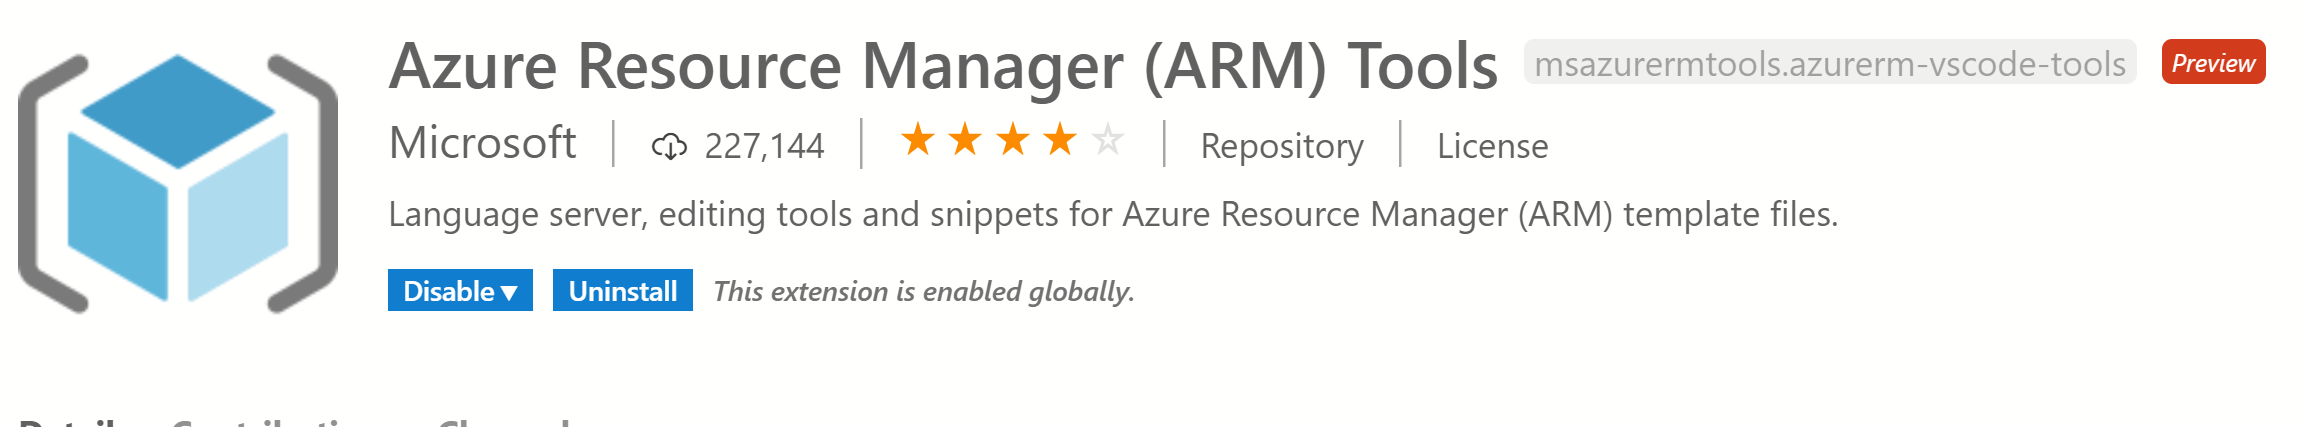 Azure Resource Manager (ARM) Tools msazurermtools.azurerm-vscode-tools Preview
Microsoft 227,144 Repository License
Language server, editing tools and snippets for Azure Resource Manager (ARM) template files.
Disable Uninstall This extension is enabled globally.